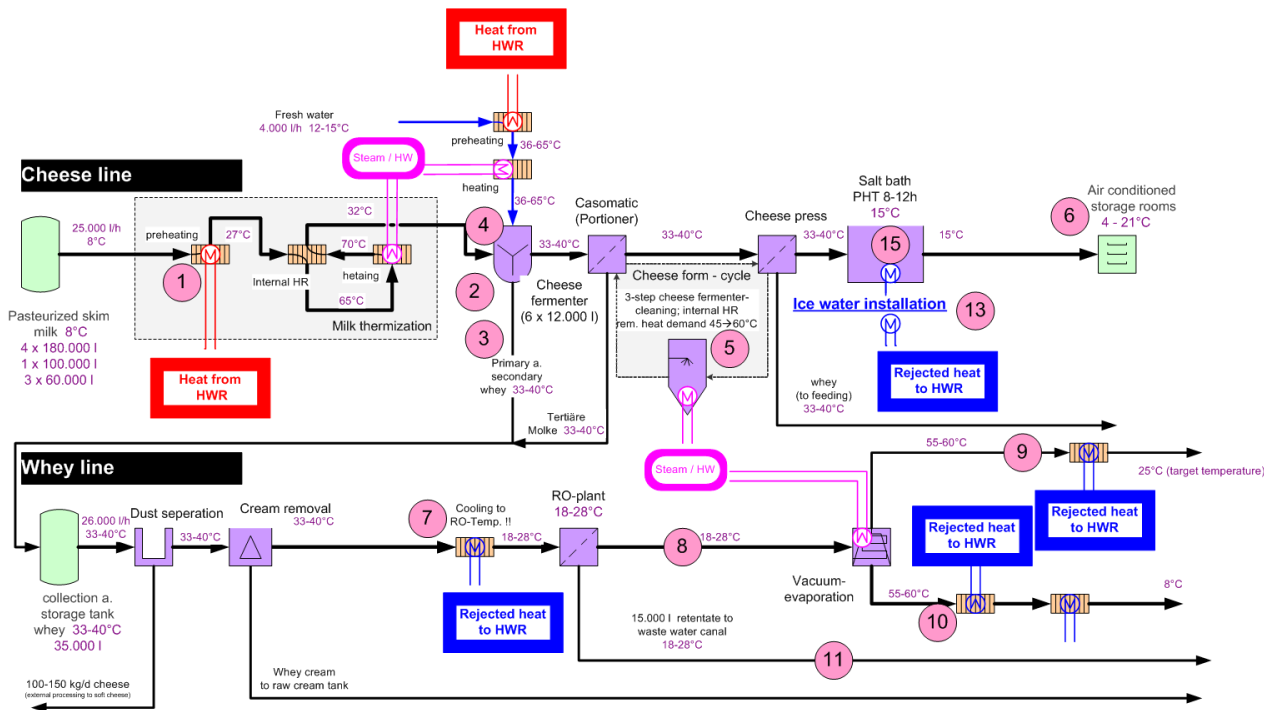 Heat from
HWR
Fresh water
4.000 l/h 12-15°C
preheating
36-65°C
Steam / HW
heating
36-65°C
Cheese line
25.000 l/h
8°C
preheating
27°C
32°C
70°C
Internal HR
hetaing
65°C
Milk thermization
1
Pasteurized skim
milk 8°C
4 x 180.000 l
1 x 100.000 l
3 x 60.000 l
Heat from
HWR
4
2
3
33-40°C
Cheese
fermenter
(6 x 12.000 l)
Casomatic
(Portioner)
33-40°C
Cheese press
33-40°C
Salt bath
PHT 8-12h
15°C
15
15°C
6
Air conditioned
storage rooms
4 - 21°C
Cheese form - cycle
3-step cheese fermenter-
cleaning; internal HR
rem. heat demand 45→60°C
5
Ice water installation
13
Rejected heat
to HWR
Primary a.
secondary
whey 33-40°C
Tertiäre
Molke 33-40°C
whey
(to feeding)
33-40°C
Steam / HW
Whey line
26.000 l/h
33-40°C
Dust seperation
33-40°C
Cream removal
33-40°C
7
Cooling to
RO-Temp. !!
18-28°C
RO-plant
18-28°C
8
18-28°C
Vacuum-
evaporation
55-60°C
9
25°C (target temperature)
Rejected heat
to HWR
Rejected heat
to HWR
55-60°C
10
8°C
collection a.
storage tank
whey 33-40°C
35.000 l
Rejected heat
to HWR
15.000 l retentate to
waste water canal
18-28°C
11
Whey cream
to raw cream tank
100-150 kg/d cheese
(external processing to soft cheese)